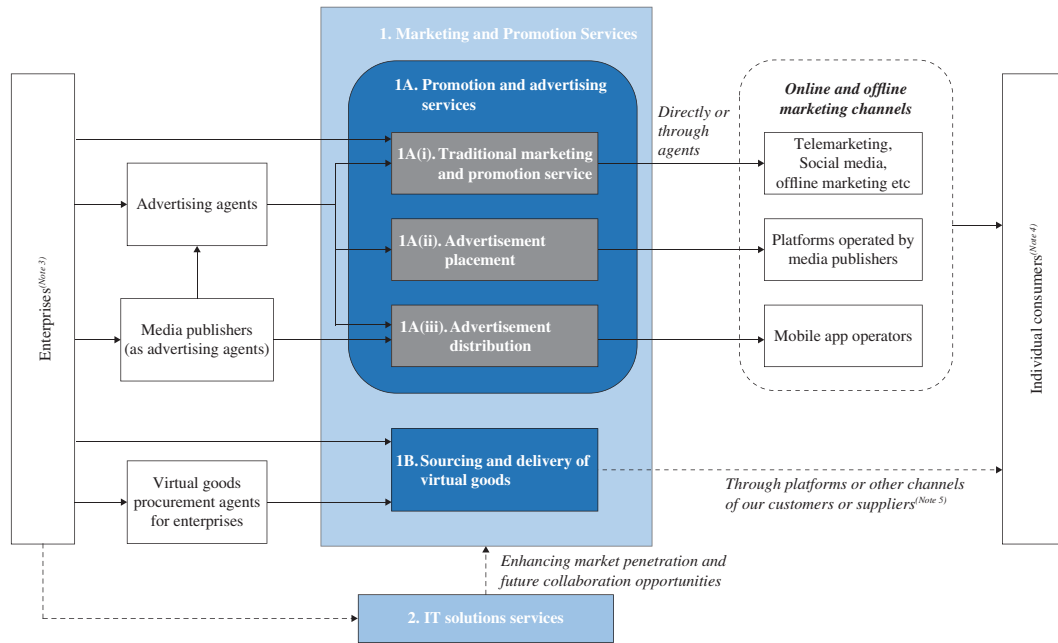 1. Marketing and Promotion Services
1A. Promotion and advertising
services
Directly or
through
agents
Online and offline
marketing channels
1A(i). Traditional marketing
and promotion service
Telemarketing,
Social media,
offline marketing etc
Advertising agents
1A(ii). Advertisement
placement
Platforms operated by
media publishers
Enterprises(Note 3)
Individual consumers(Note 4)
Media publishers
(as advertising agents)
1A(iii). Advertisement
distribution
Mobile app operators
1B. Sourcing and delivery of
virtual goods
Virtual goods
procurement agents
for enterprises
Through platforms or other channels
of our customers or suppliers(Note 5)
Enhancing market penetration and
future collaboration opportunities
2. IT solutions services